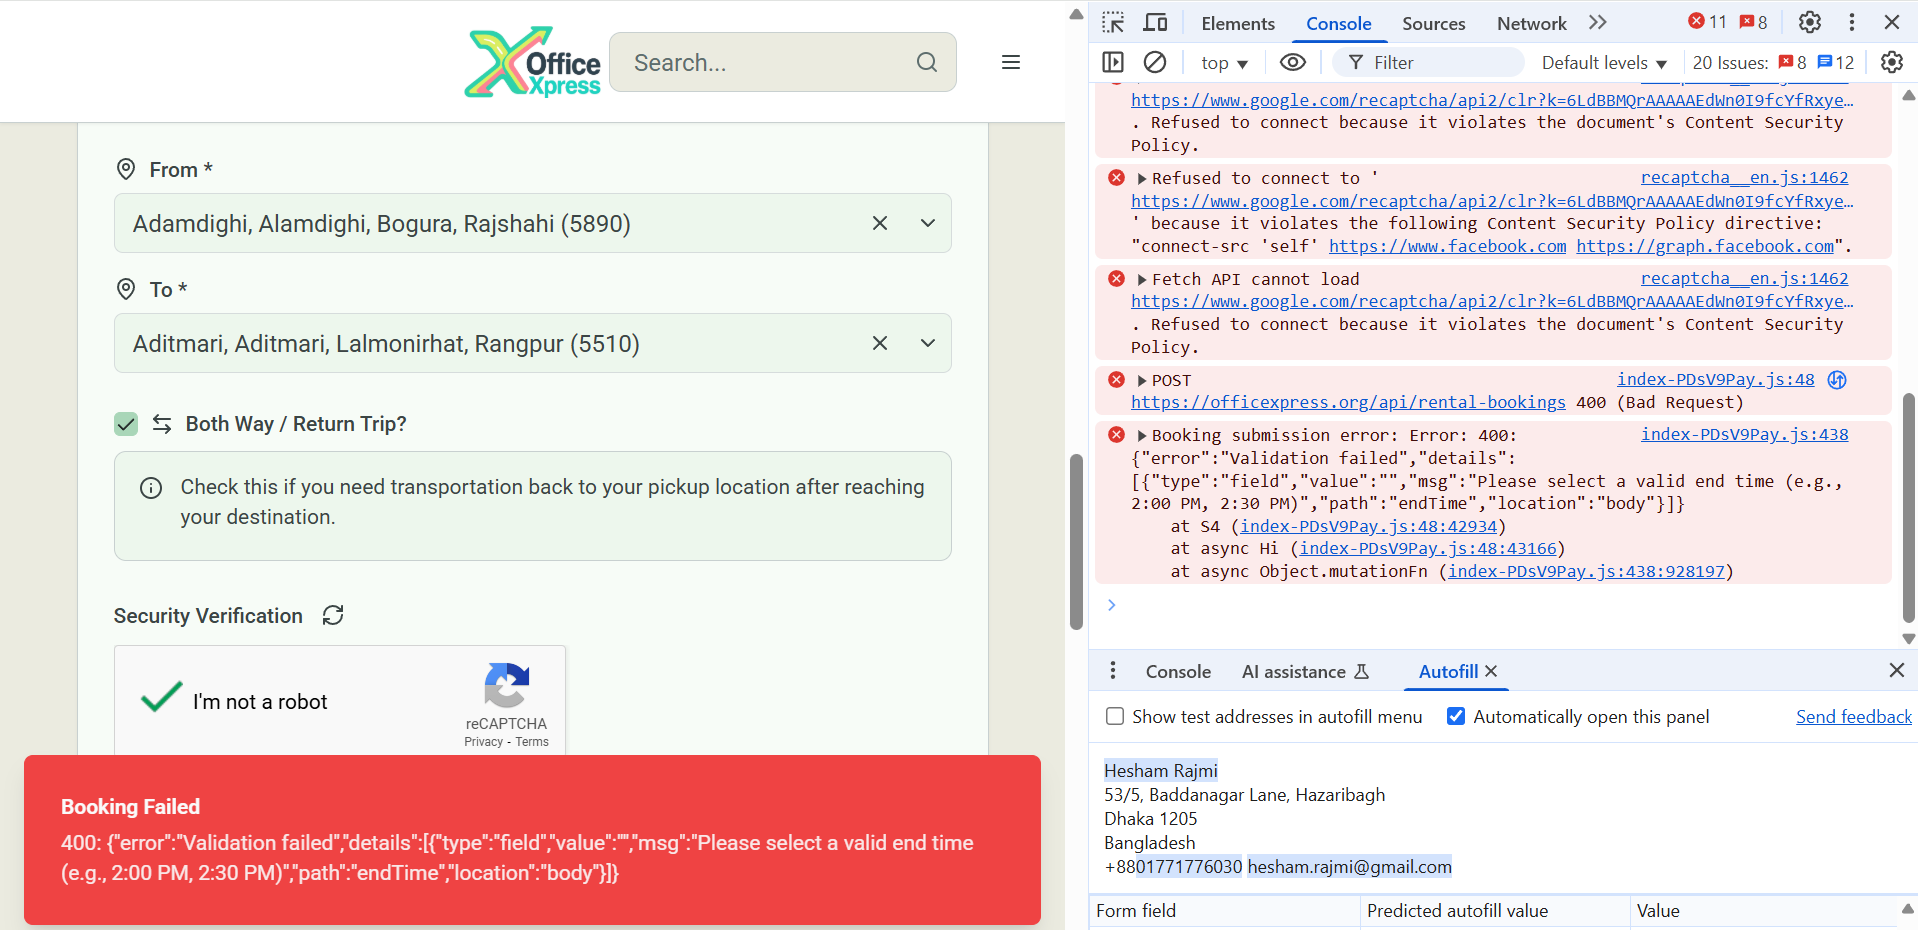 Office
Xpress
Search...
From *
Adamdighi, Alamdighi, Bogura, Rajshahi (5890)
To *
Aditmari, Aditmari, Lalmonirhat, Rangpur (5510)
Both Way / Return Trip?
Check this if you need transportation back to your pickup location after reaching
your destination.
Security Verification
I'm not a robot
reCAPTCHA
Privacy - Terms
Booking Failed
400: {"error":"Validation failed","details":[{"type":"field","value":"","msg":"Please select a valid end time
(e.g., 2:00 PM, 2:30 PM)","path":"endTime","location":"body"}]}
Elements Console Sources Network 11 8
top Filter Default levels 20 Issues: 8 12
https://www.google.com/recaptcha/api2/clr?k=6LdBBMQrAAAAAEdWn0I9fcYfRxye…
. Refused to connect because it violates the document's Content Security
Policy.
Refused to connect to ' recaptcha__en.js:1462
https://www.google.com/recaptcha/api2/clr?k=6LdBBMQrAAAAAEdWn0I9fcYfRxye…
' because it violates the following Content Security Policy directive:
"connect-src 'self' https://www.facebook.com https://graph.facebook.com".
Fetch API cannot load recaptcha__en.js:1462
https://www.google.com/recaptcha/api2/clr?k=6LdBBMQrAAAAAEdWn0I9fcYfRxye…
. Refused to connect because it violates the document's Content Security
Policy.
POST index-PDsV9Pay.js:48
https://officexpress.org/api/rental-bookings 400 (Bad Request)
Booking submission error: Error: 400: index-PDsV9Pay.js:438
{"error":"Validation failed","details":
[{"type":"field","value":"","msg":"Please select a valid end time (e.g.,
2:00 PM, 2:30 PM)","path":"endTime","location":"body"}]}
at S4 (index-PDsV9Pay.js:48:42934)
at async Hi (index-PDsV9Pay.js:48:43166)
at async Object.mutationFn (index-PDsV9Pay.js:438:928197)
Console AI assistance Autofill
Show test addresses in autofill menu Automatically open this panel Send feedback
Hesham Rajmi
53/5, Baddanagar Lane, Hazaribagh
Dhaka 1205
Bangladesh
+8801771776030 hesham.rajmi@gmail.com
Form field Predicted autofill value Value